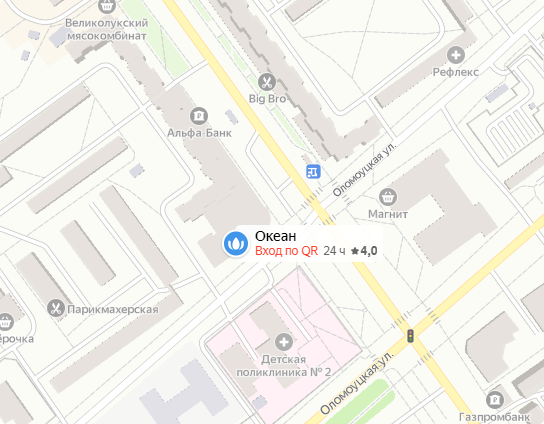 Великолукский
мясокомбинат
Рефлекс
Big Bro
Альфа-Банк
Оломоуцкая ул.
Магнит
Океан
Вход по QR 24 ч ★4,0
Парикмахерская
ёрочка
Детская
поликлиника № 2
Оломоуцкая ул.
Газпромбанк